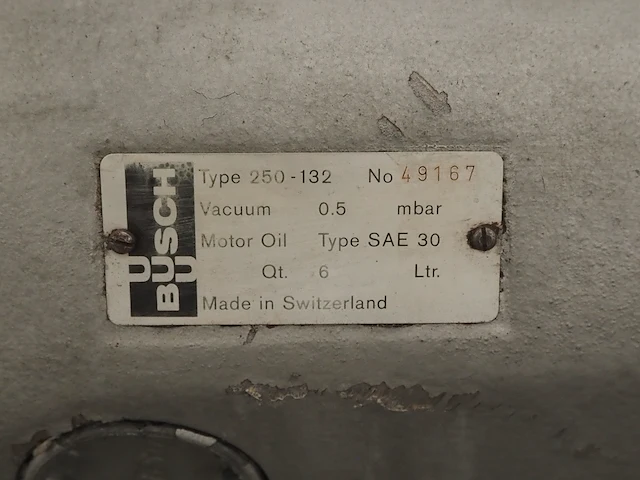 BUSCH
Type 250-132 No 49167
Vacuum 0.5 mbar
Motor Oil Type SAE 30
Qt. 6 Ltr.
Made in Switzerland